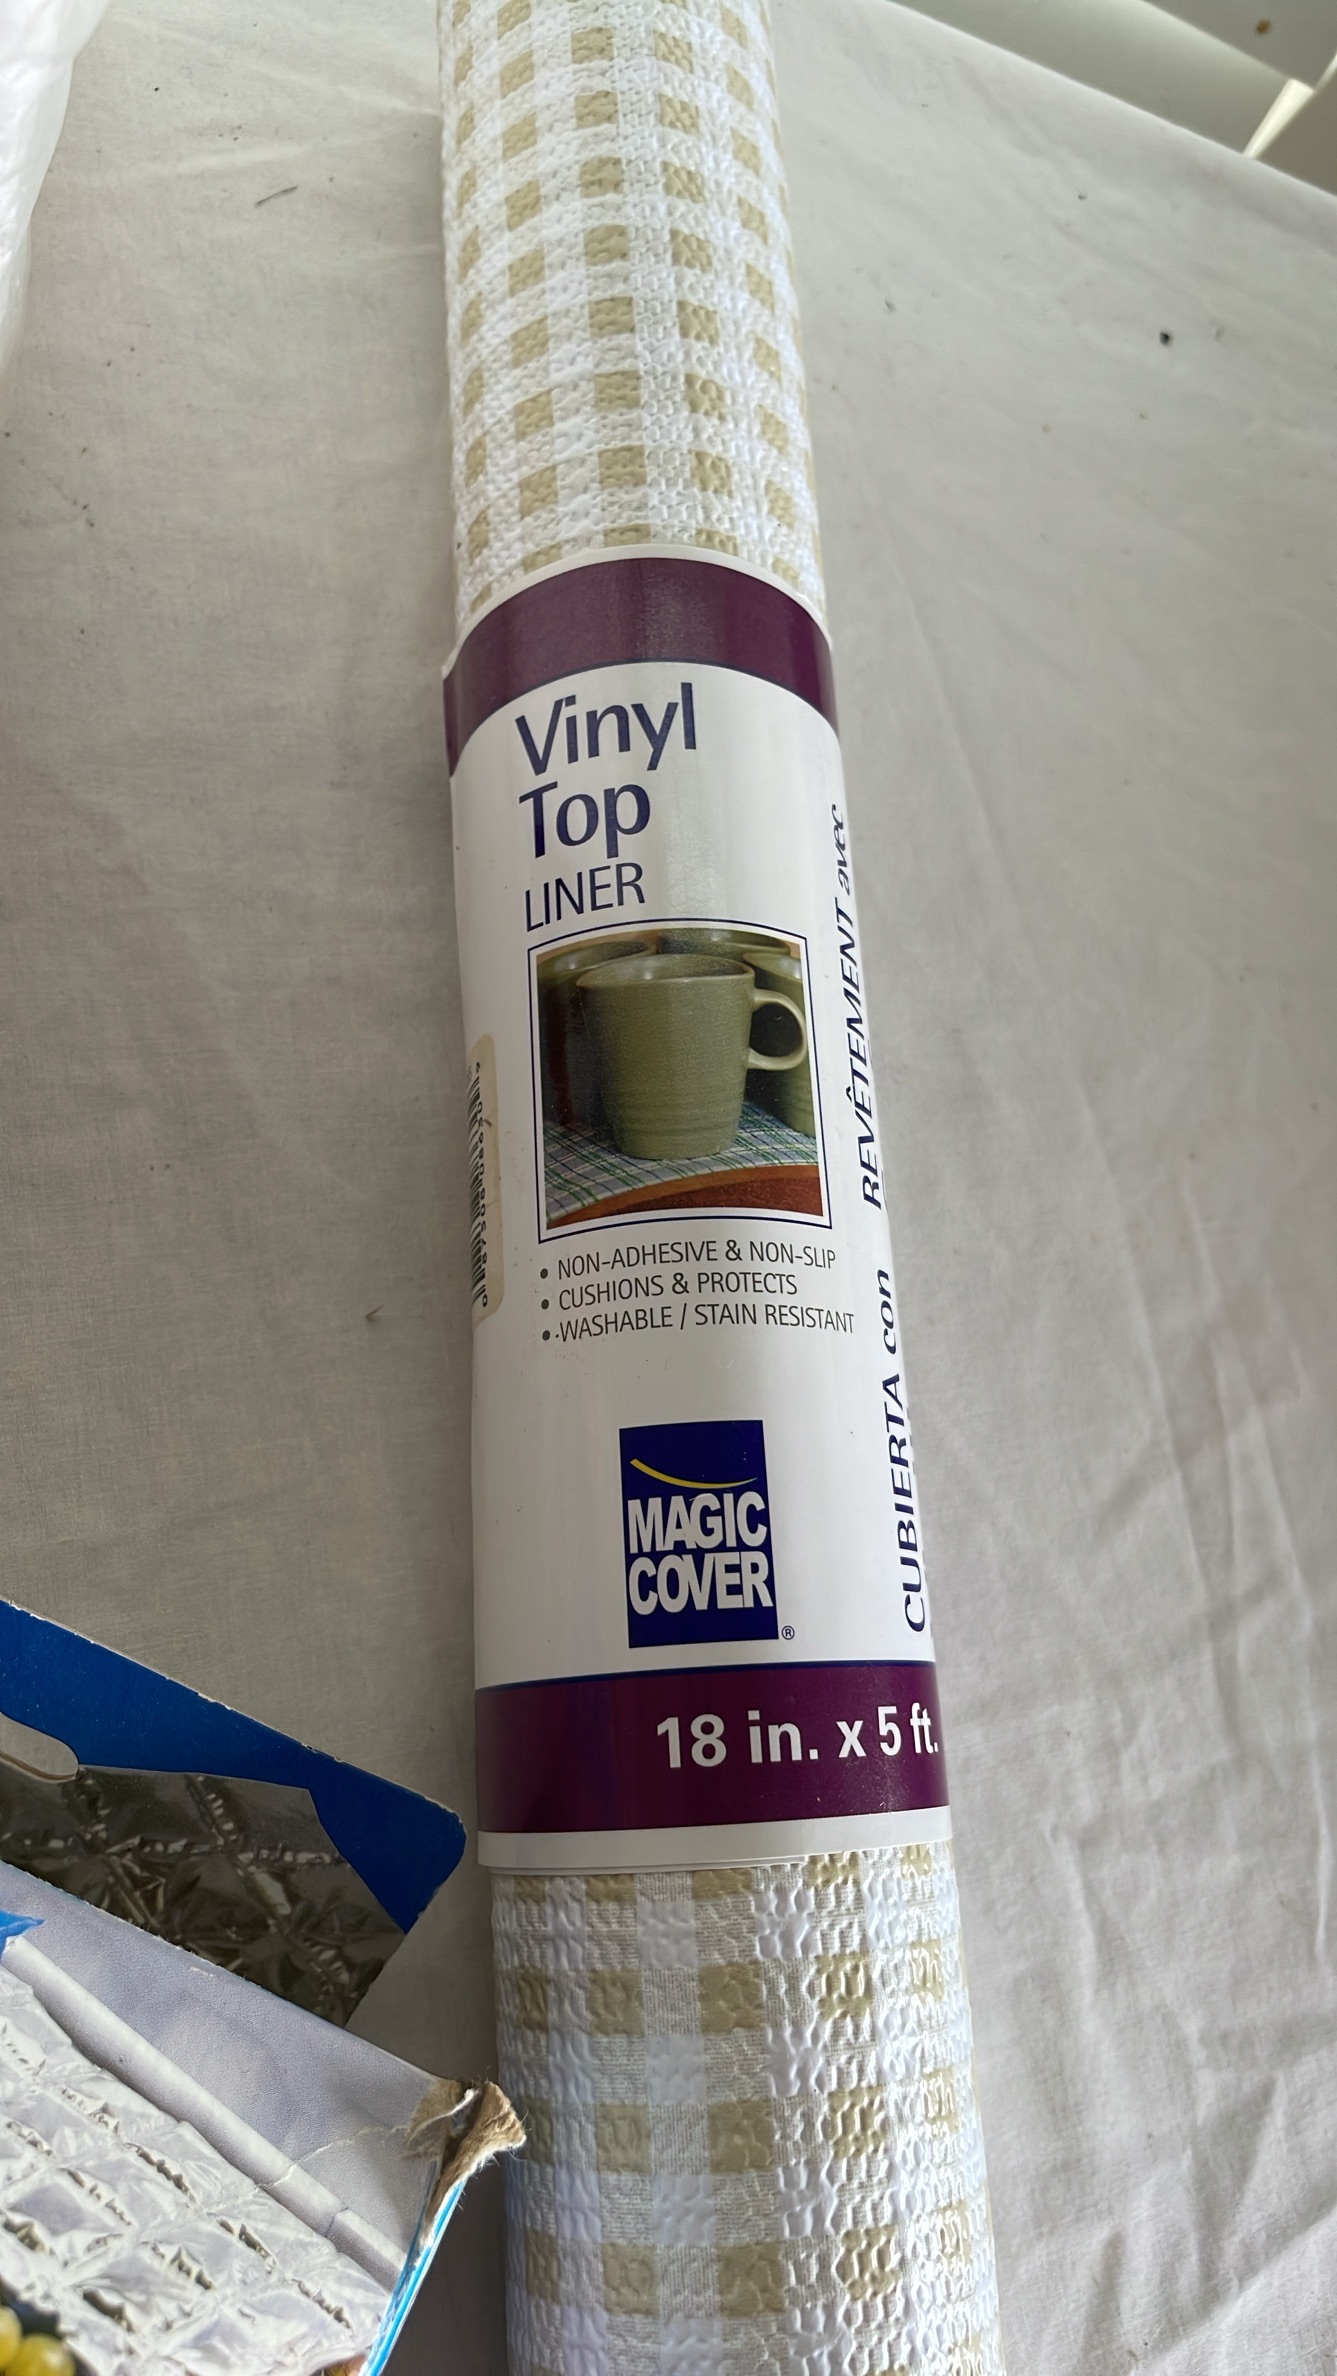 Vinyl
Top
LINER
• NON-ADHESIVE & NON-SLIP
• CUSHIONS & PROTECTS
• WASHABLE / STAIN RESISTANT
MAGIC
COVER
®
18 in. x 5 ft.
REVÊTEMENT avec
CUBIERTA con